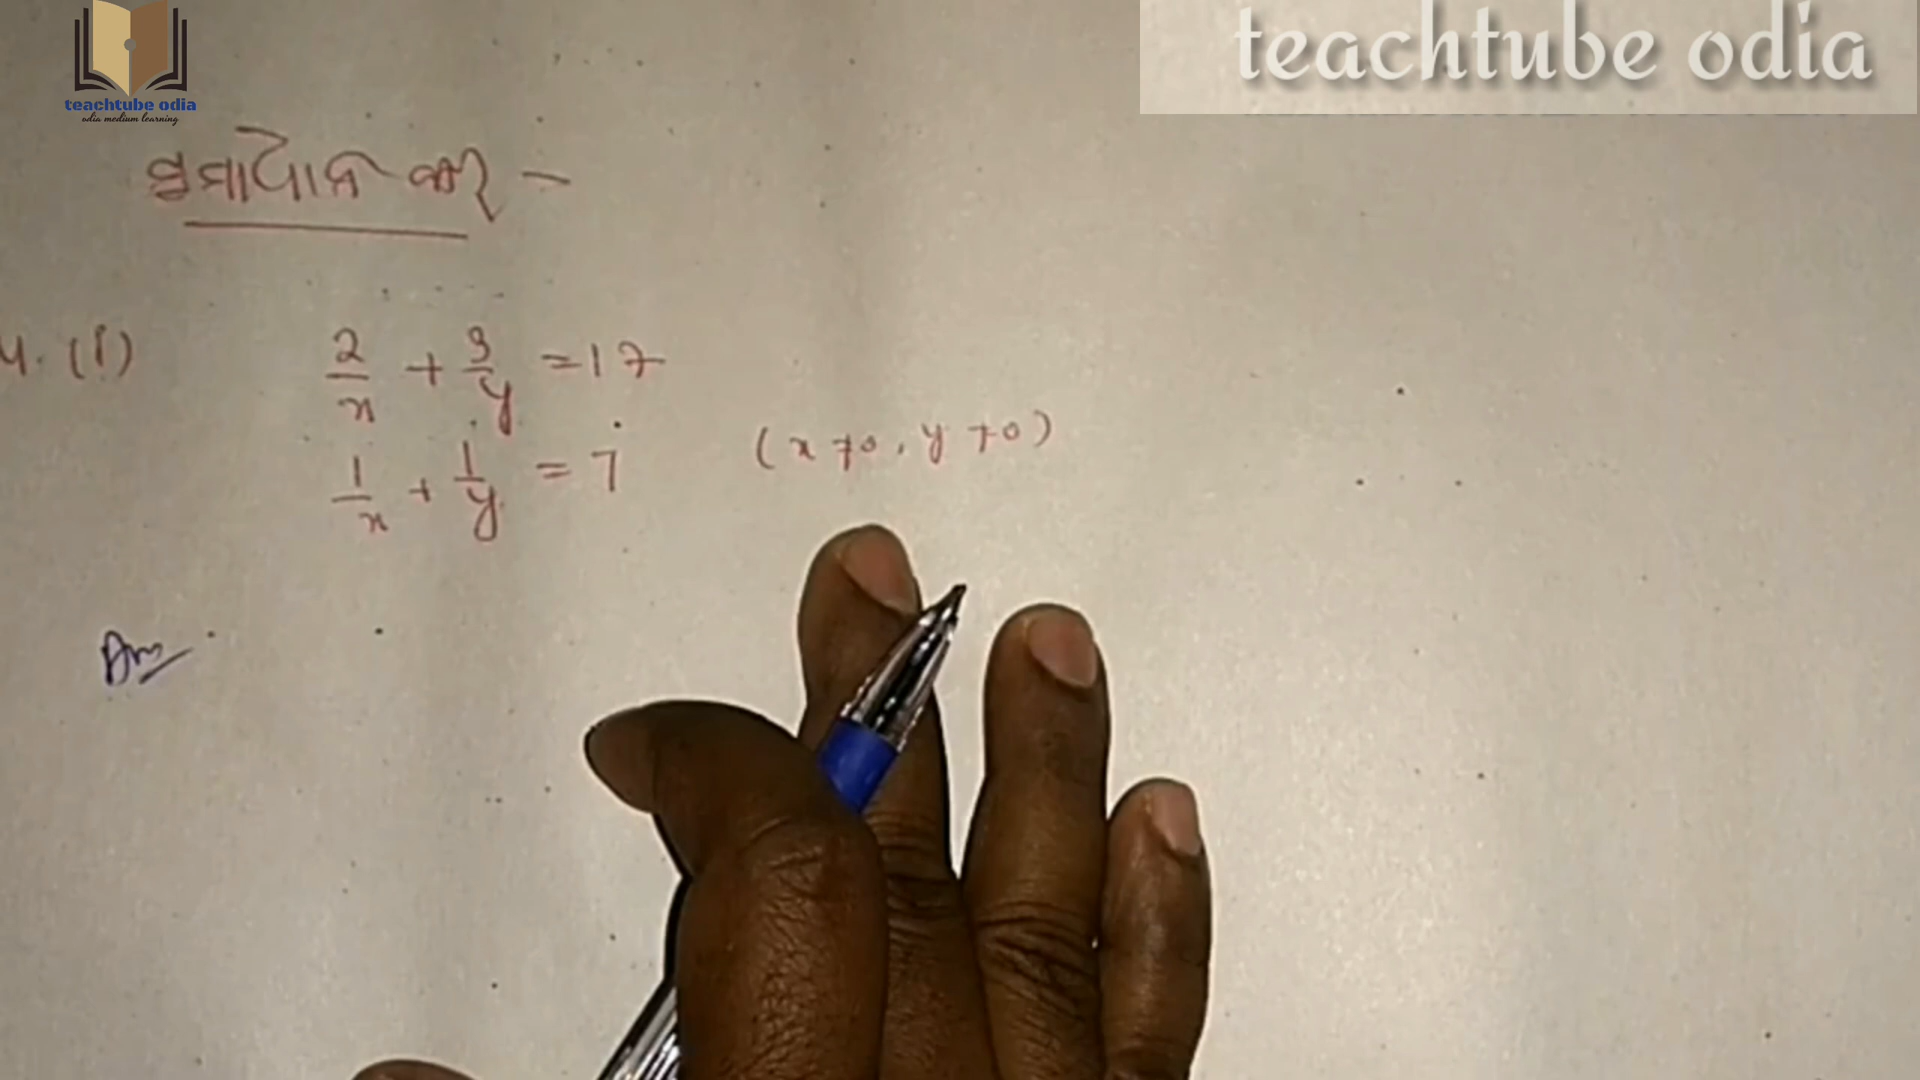 teachtube odia
teachtube odia
odia medium learning
ସମାଧାନ କର -
4. (i) 2/x + 3/y = 17
1/x + 1/y = 7 (x ≠ 0, y ≠ 0)
Ans